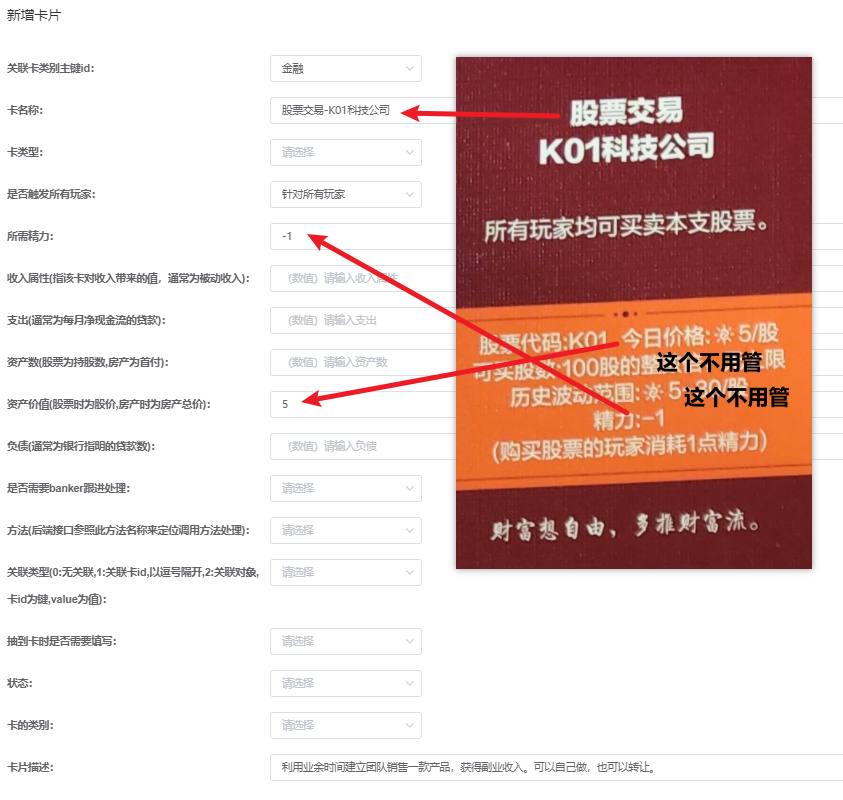 新增卡片
关联卡类别主键id:
金融
卡名称:
股票交易-K01科技公司
卡类型:
请选择
是否触发所有玩家:
针对所有玩家
所需精力:
-1
收入属性(指该卡对收入带来的值，通常为被动收入):
(数值) 请输入收入属性
支出(通常为每月净现金流的贷款):
(数值) 请输入支出
资产数(股票为持股数,房产为首付):
(数值) 请输入资产数
资产价值(股票时为股价,房产时为房产总价):
5
负债(通常为银行指明的贷款数):
(数值) 请输入负债
是否需要banker跟进处理:
请选择
方法(后端接口参照此方法名称来定位调用方法处理):
请选择
关联类型(0:无关联,1:关联卡id,以逗号隔开,2:关联对象,
卡id为键,value为值):
请选择
抽到卡时是否需要填写:
请选择
状态:
请选择
卡的类别:
请选择
卡片描述:
利用业余时间建立团队销售一款产品，获得副业收入。可以自己做，也可以转让。
股票交易
K01科技公司
所有玩家均可买卖本支股票。
股票代码:K01 今日价格:5/股
可买股数:100股的整 限
这个不用管
历史波动范围:5-30/股
这个不用管
精力:-1
(购买股票的玩家消耗1点精力)
财富想自由，多推财富流。